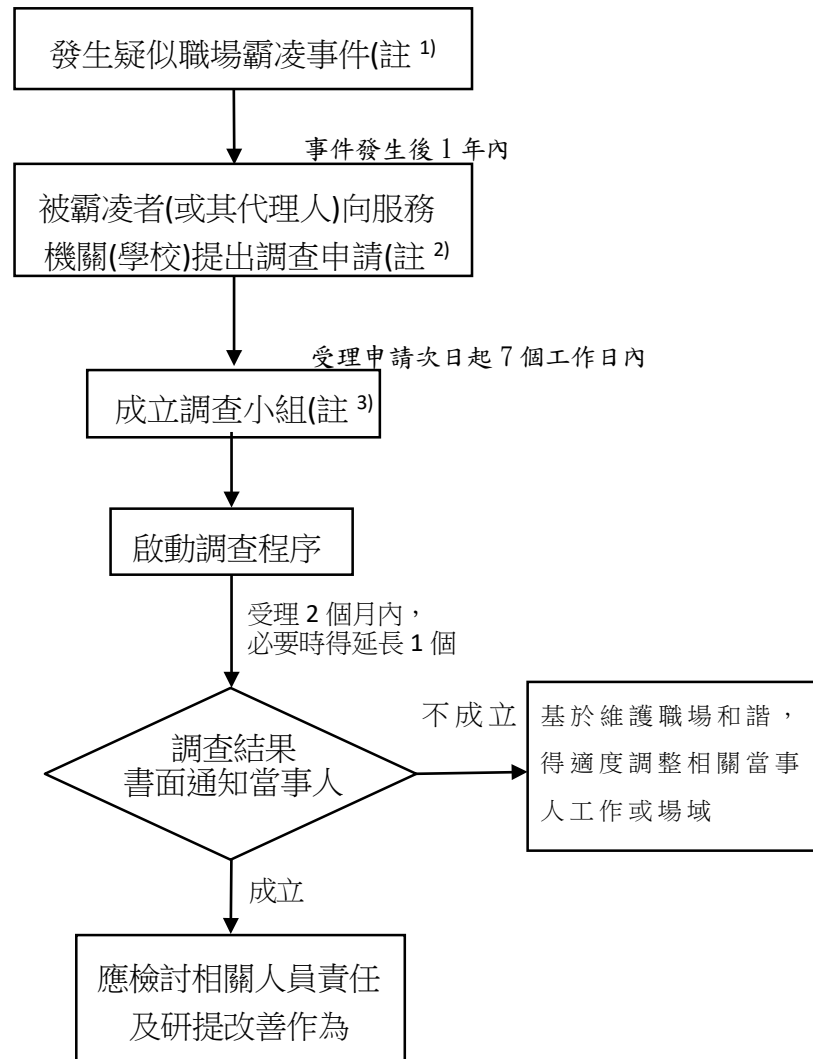 發生疑似職場霸凌事件(註 1)
事件發生後 1 年內
被霸凌者(或其代理人)向服務
機關(學校)提出調查申請(註 2)
受理申請次日起 7 個工作日內
成立調查小組(註 3)
啟動調查程序
受理 2 個月內，
必要時得延長 1 個
調查結果
書面通知當事人
不成立
基於維護職場和諧，
得適度調整相關當事
人工作或場域
成立
應檢討相關人員責任
及研提改善作為